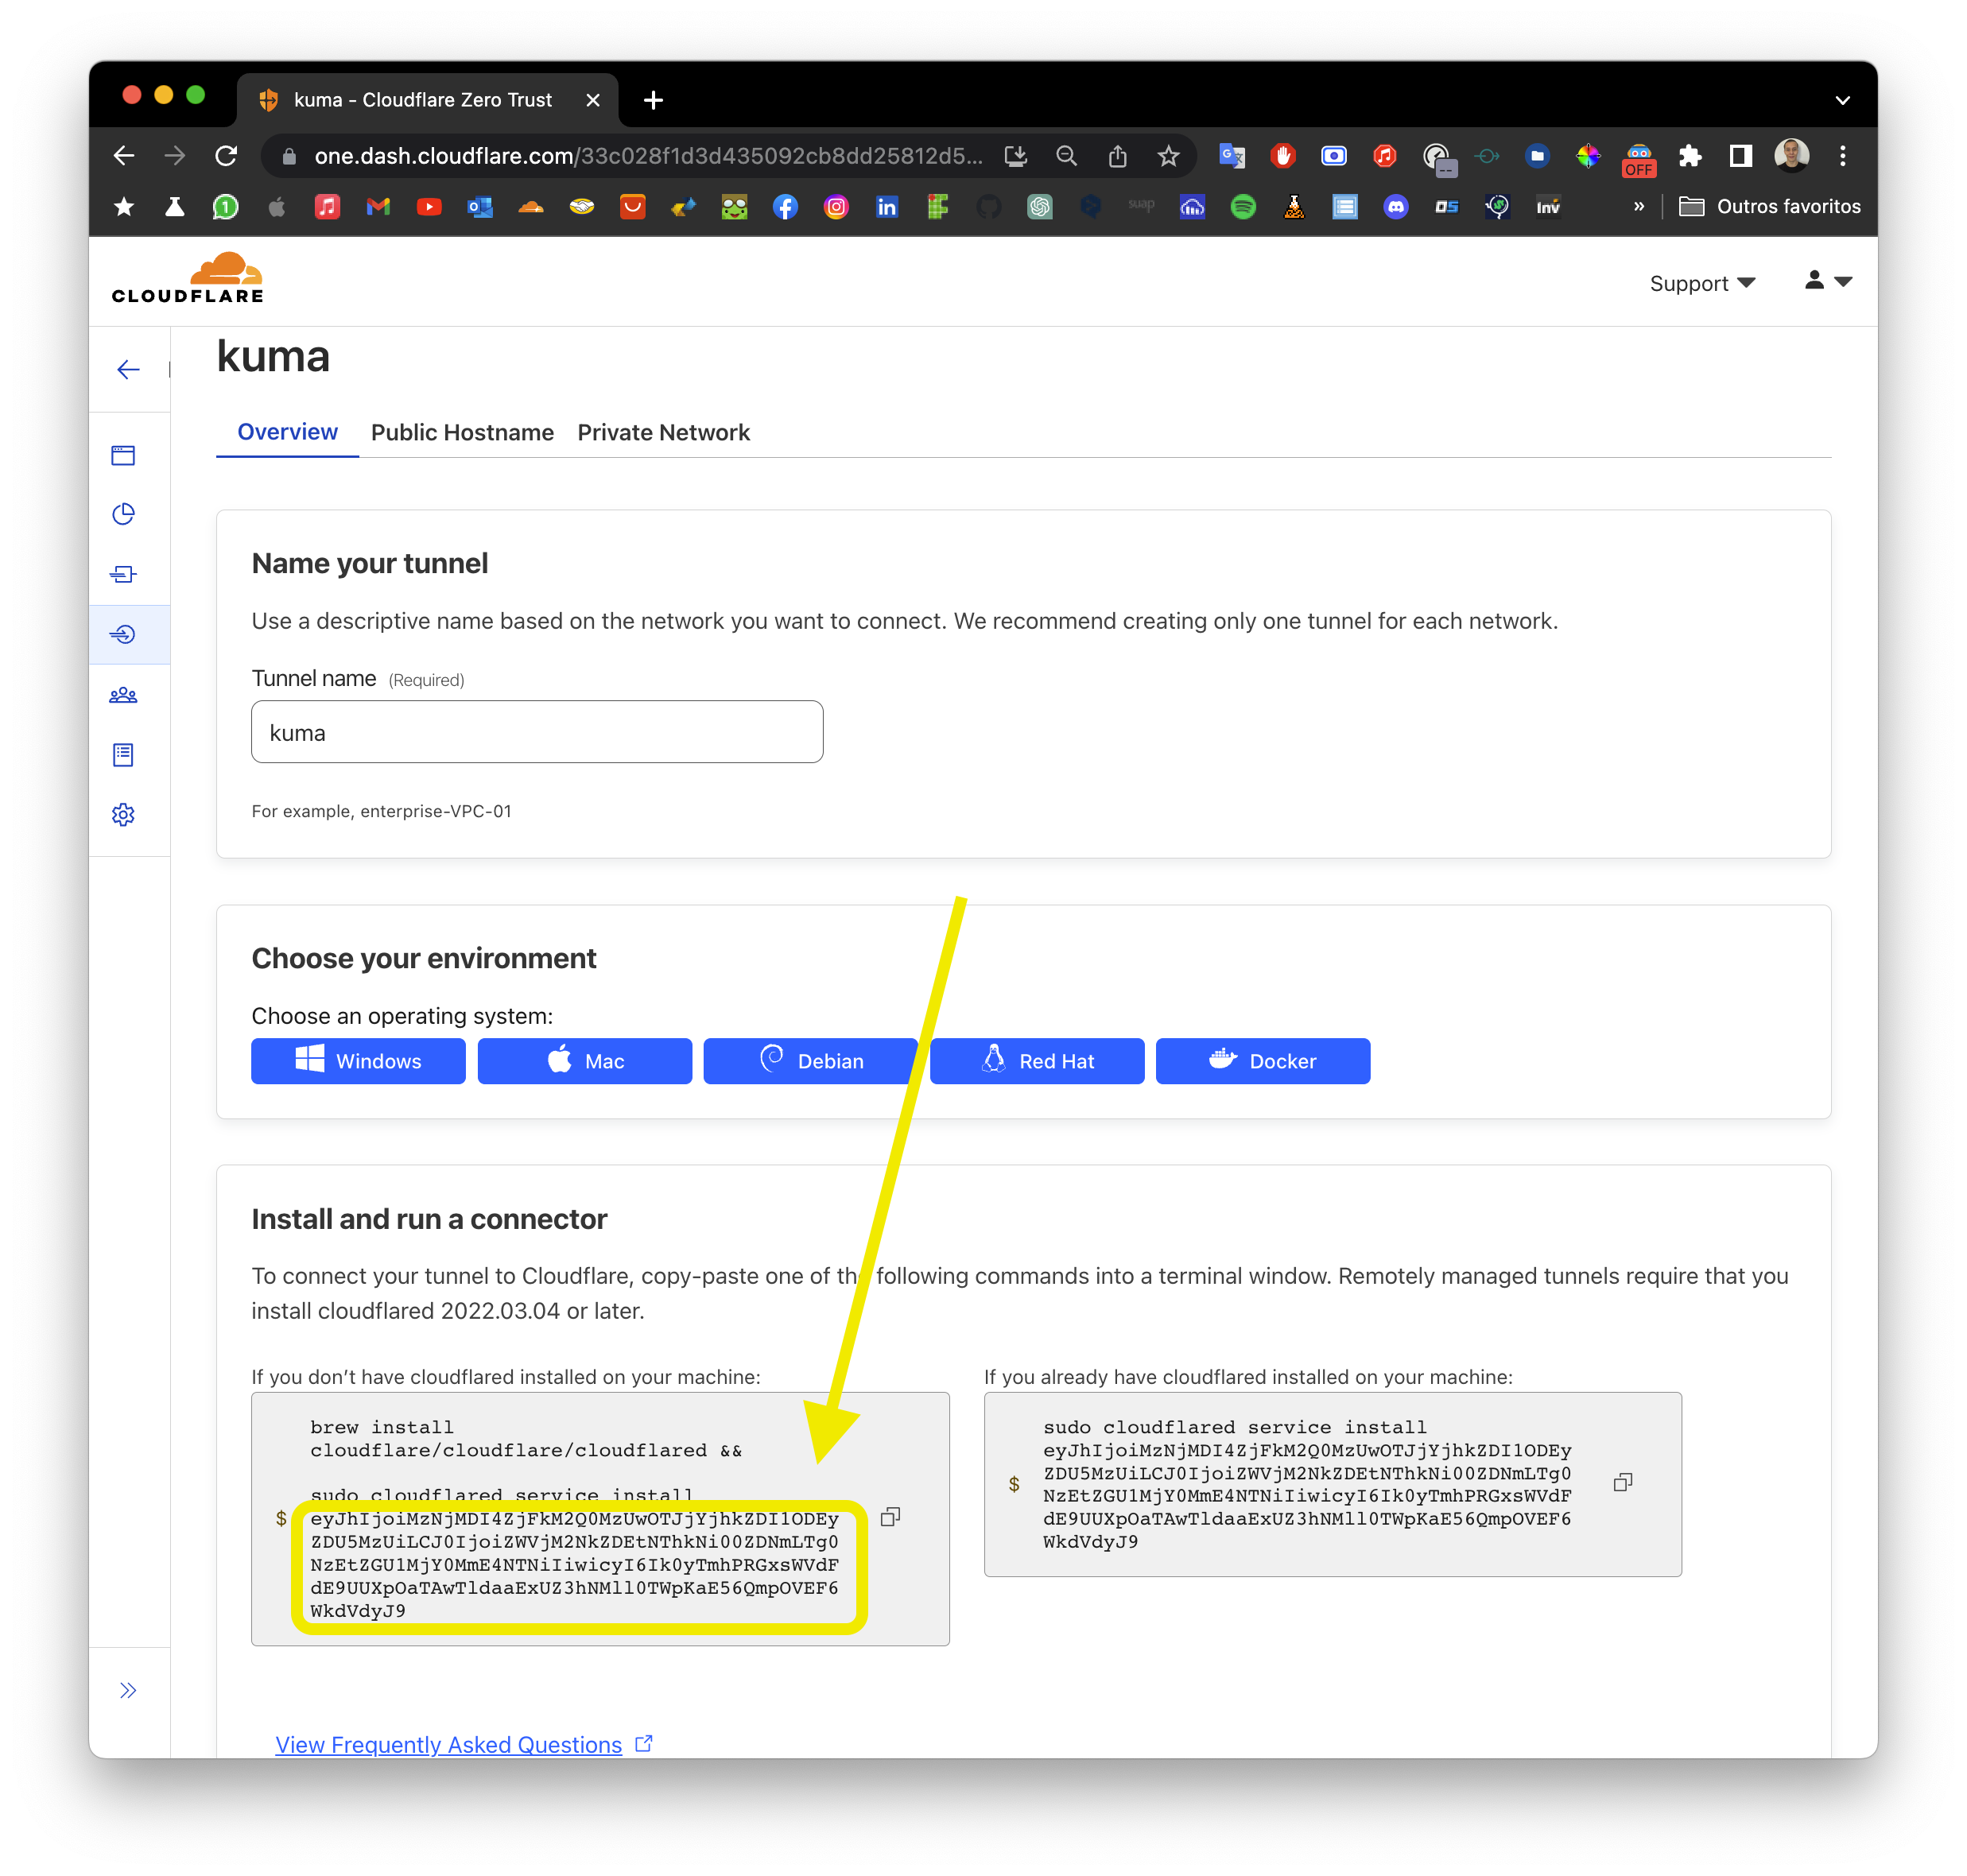 kuma - Cloudflare Zero Trust
one.dash.cloudflare.com/33c028f1d3d435092cb8dd25812d5...
OFF
1
suap
OS
Inv
»
Outros favoritos
CLOUDFLARE
Support
kuma
Overview
Public Hostname
Private Network
Name your tunnel
Use a descriptive name based on the network you want to connect. We recommend creating only one tunnel for each network.
Tunnel name (Required)
kuma
For example, enterprise-VPC-01
Choose your environment
Choose an operating system:
Windows
Mac
Debian
Red Hat
Docker
Install and run a connector
To connect your tunnel to Cloudflare, copy-paste one of the following commands into a terminal window. Remotely managed tunnels require that you
install cloudflared 2022.03.04 or later.
If you don’t have cloudflared installed on your machine:
brew install
cloudflare/cloudflare/cloudflared &&
sudo cloudflared service install
$ eyJhIjoiMzNjMDI4ZjFkM2Q0MzUwOTJjYjhkZDI1ODEy
ZDU5MzUiLCJ0IjoiZWVjM2NkZDEtNThkNi00ZDNmLTg0
NzEtZGU1MjY0MmE4NTNiIiwicyI6Ik0yTmhPRGxsWVdF
dE9UUXpOaTAwTldaaExUZ3hNMll0TWpKaE56QmpOVEF6
WkdVdyJ9
If you already have cloudflared installed on your machine:
sudo cloudflared service install
eyJhIjoiMzNjMDI4ZjFkM2Q0MzUwOTJjYjhkZDI1ODEy
ZDU5MzUiLCJ0IjoiZWVjM2NkZDEtNThkNi00ZDNmLTg0
$ NzEtZGU1MjY0MmE4NTNiIiwicyI6Ik0yTmhPRGxsWVdF
dE9UUXpOaTAwTldaaExUZ3hNMll0TWpKaE56QmpOVEF6
WkdVdyJ9
View Frequently Asked Questions